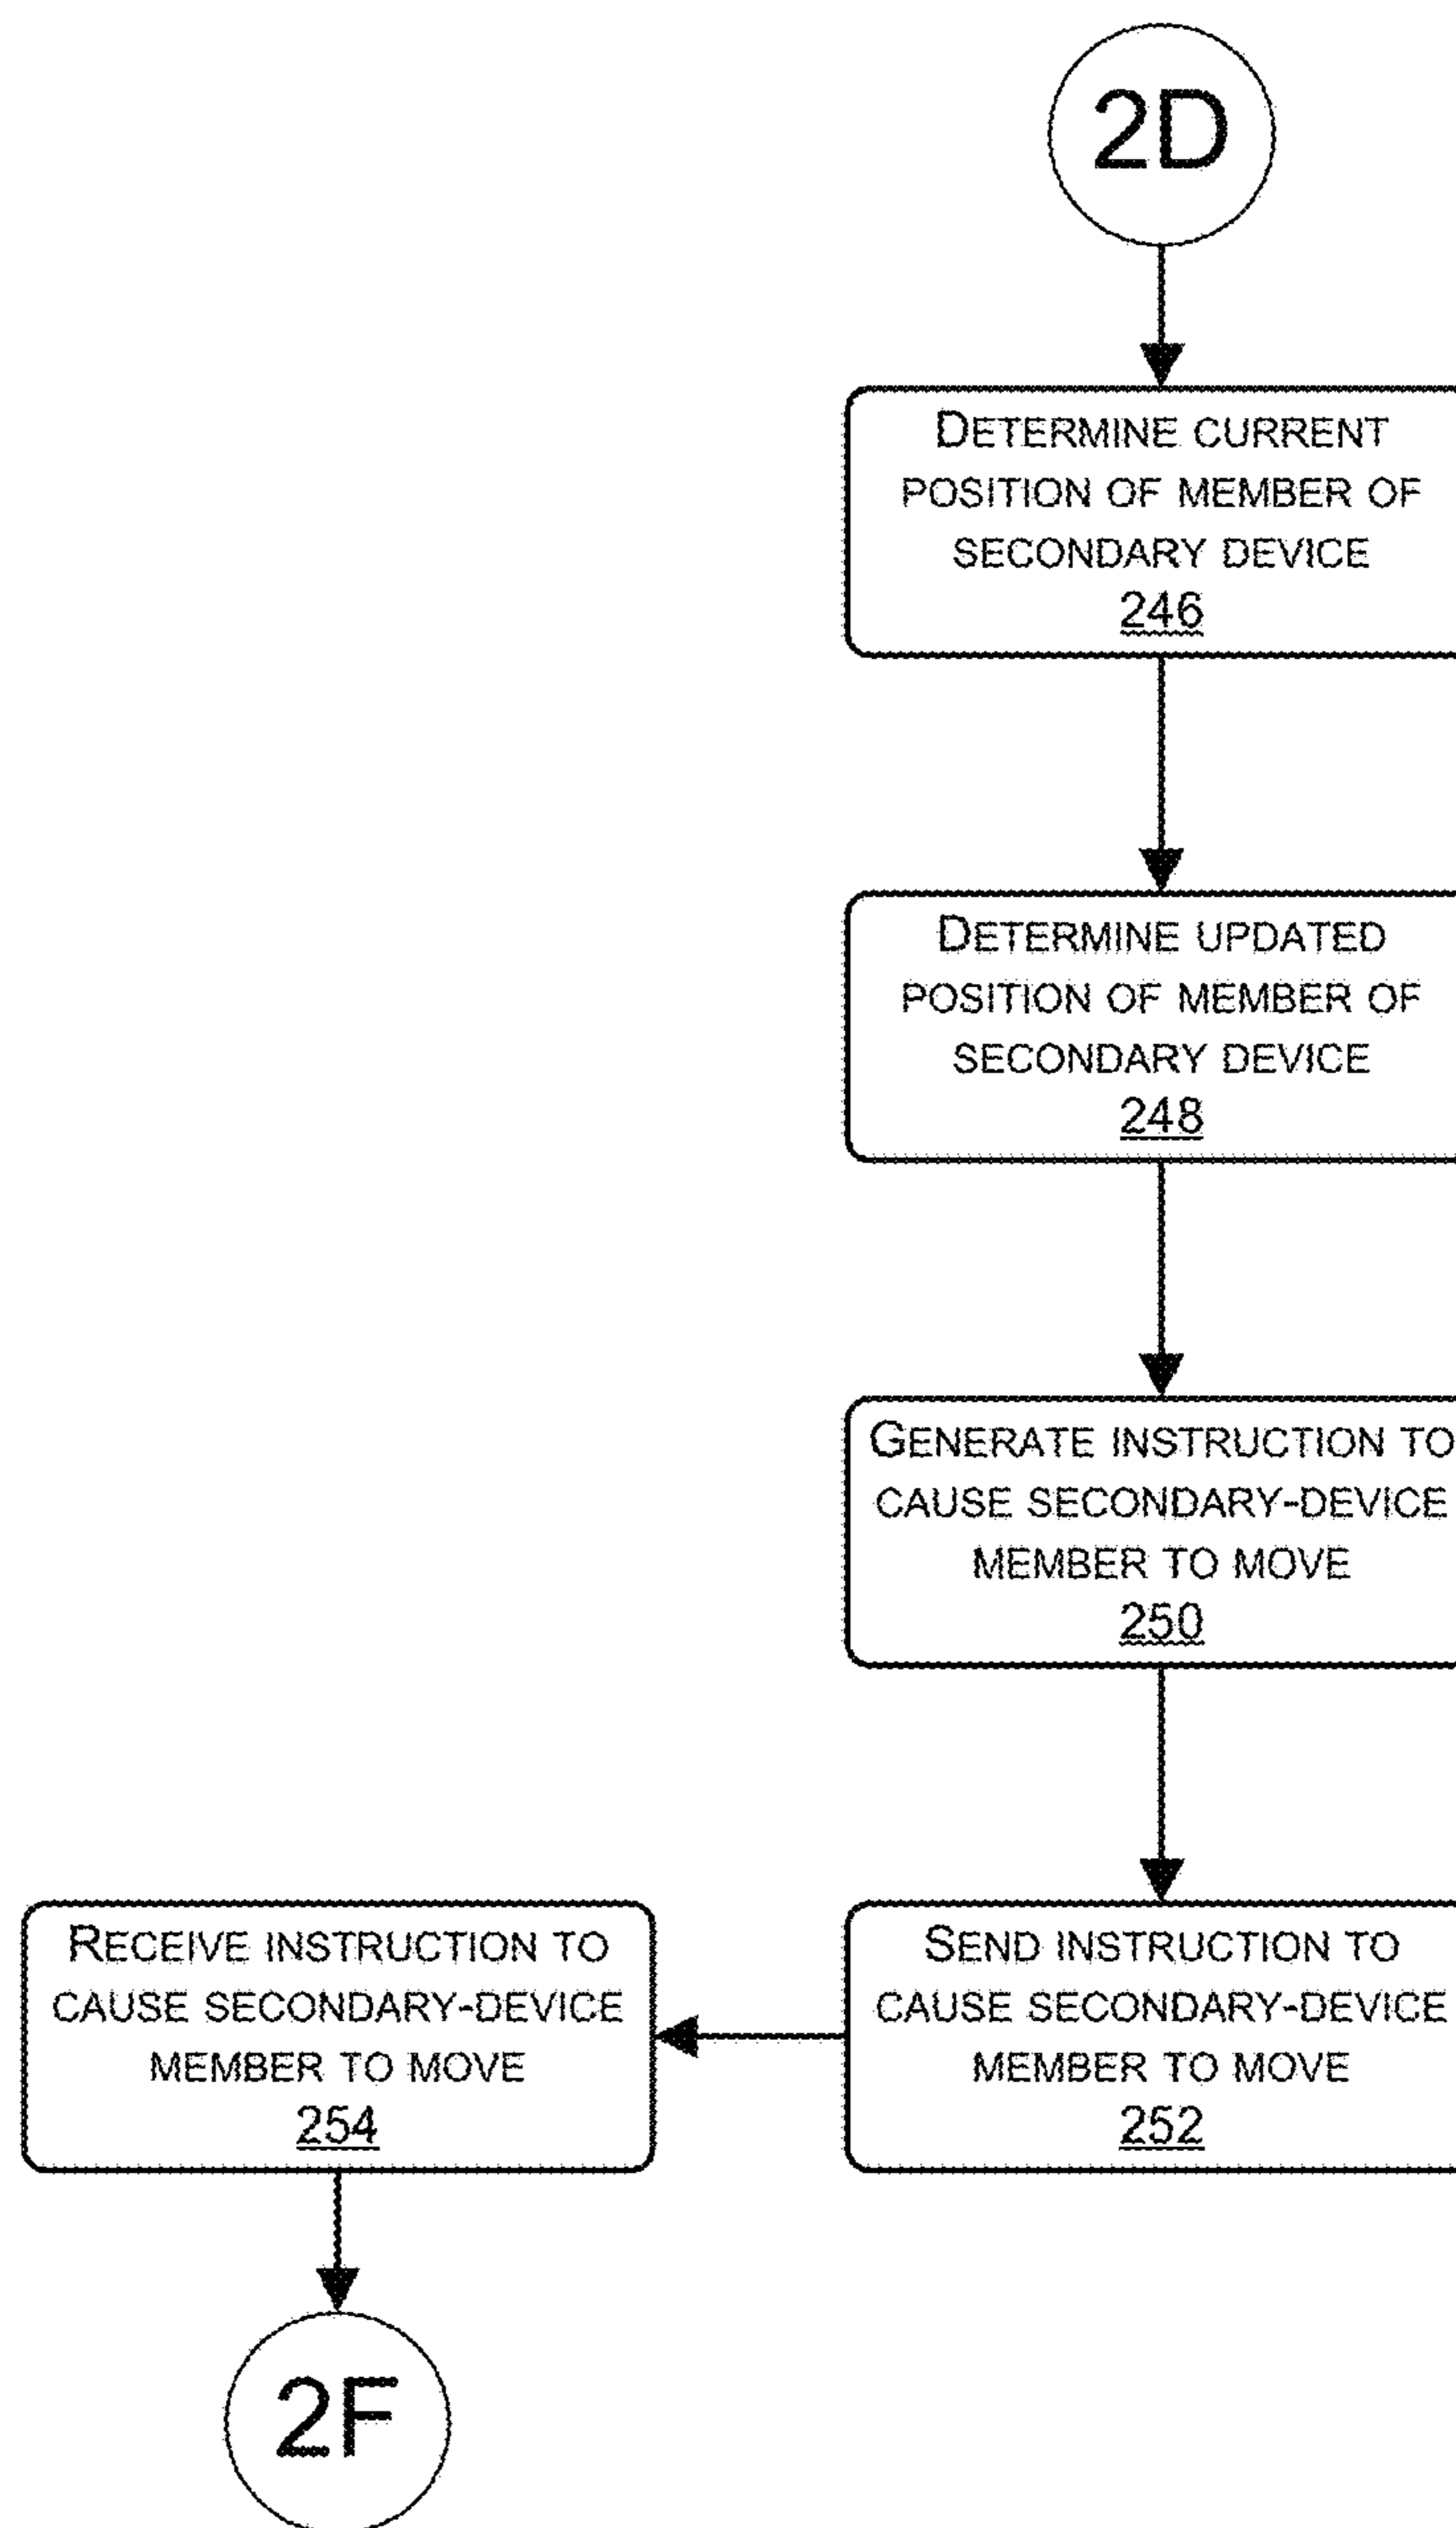 2D
DETERMINE CURRENT
POSITION OF MEMBER OF
SECONDARY DEVICE
246
DETERMINE UPDATED
POSITION OF MEMBER OF
SECONDARY DEVICE
248
GENERATE INSTRUCTION TO
CAUSE SECONDARY-DEVICE
MEMBER TO MOVE
250
SEND INSTRUCTION TO
CAUSE SECONDARY-DEVICE
MEMBER TO MOVE
252
RECEIVE INSTRUCTION TO
CAUSE SECONDARY-DEVICE
MEMBER TO MOVE
254
2F